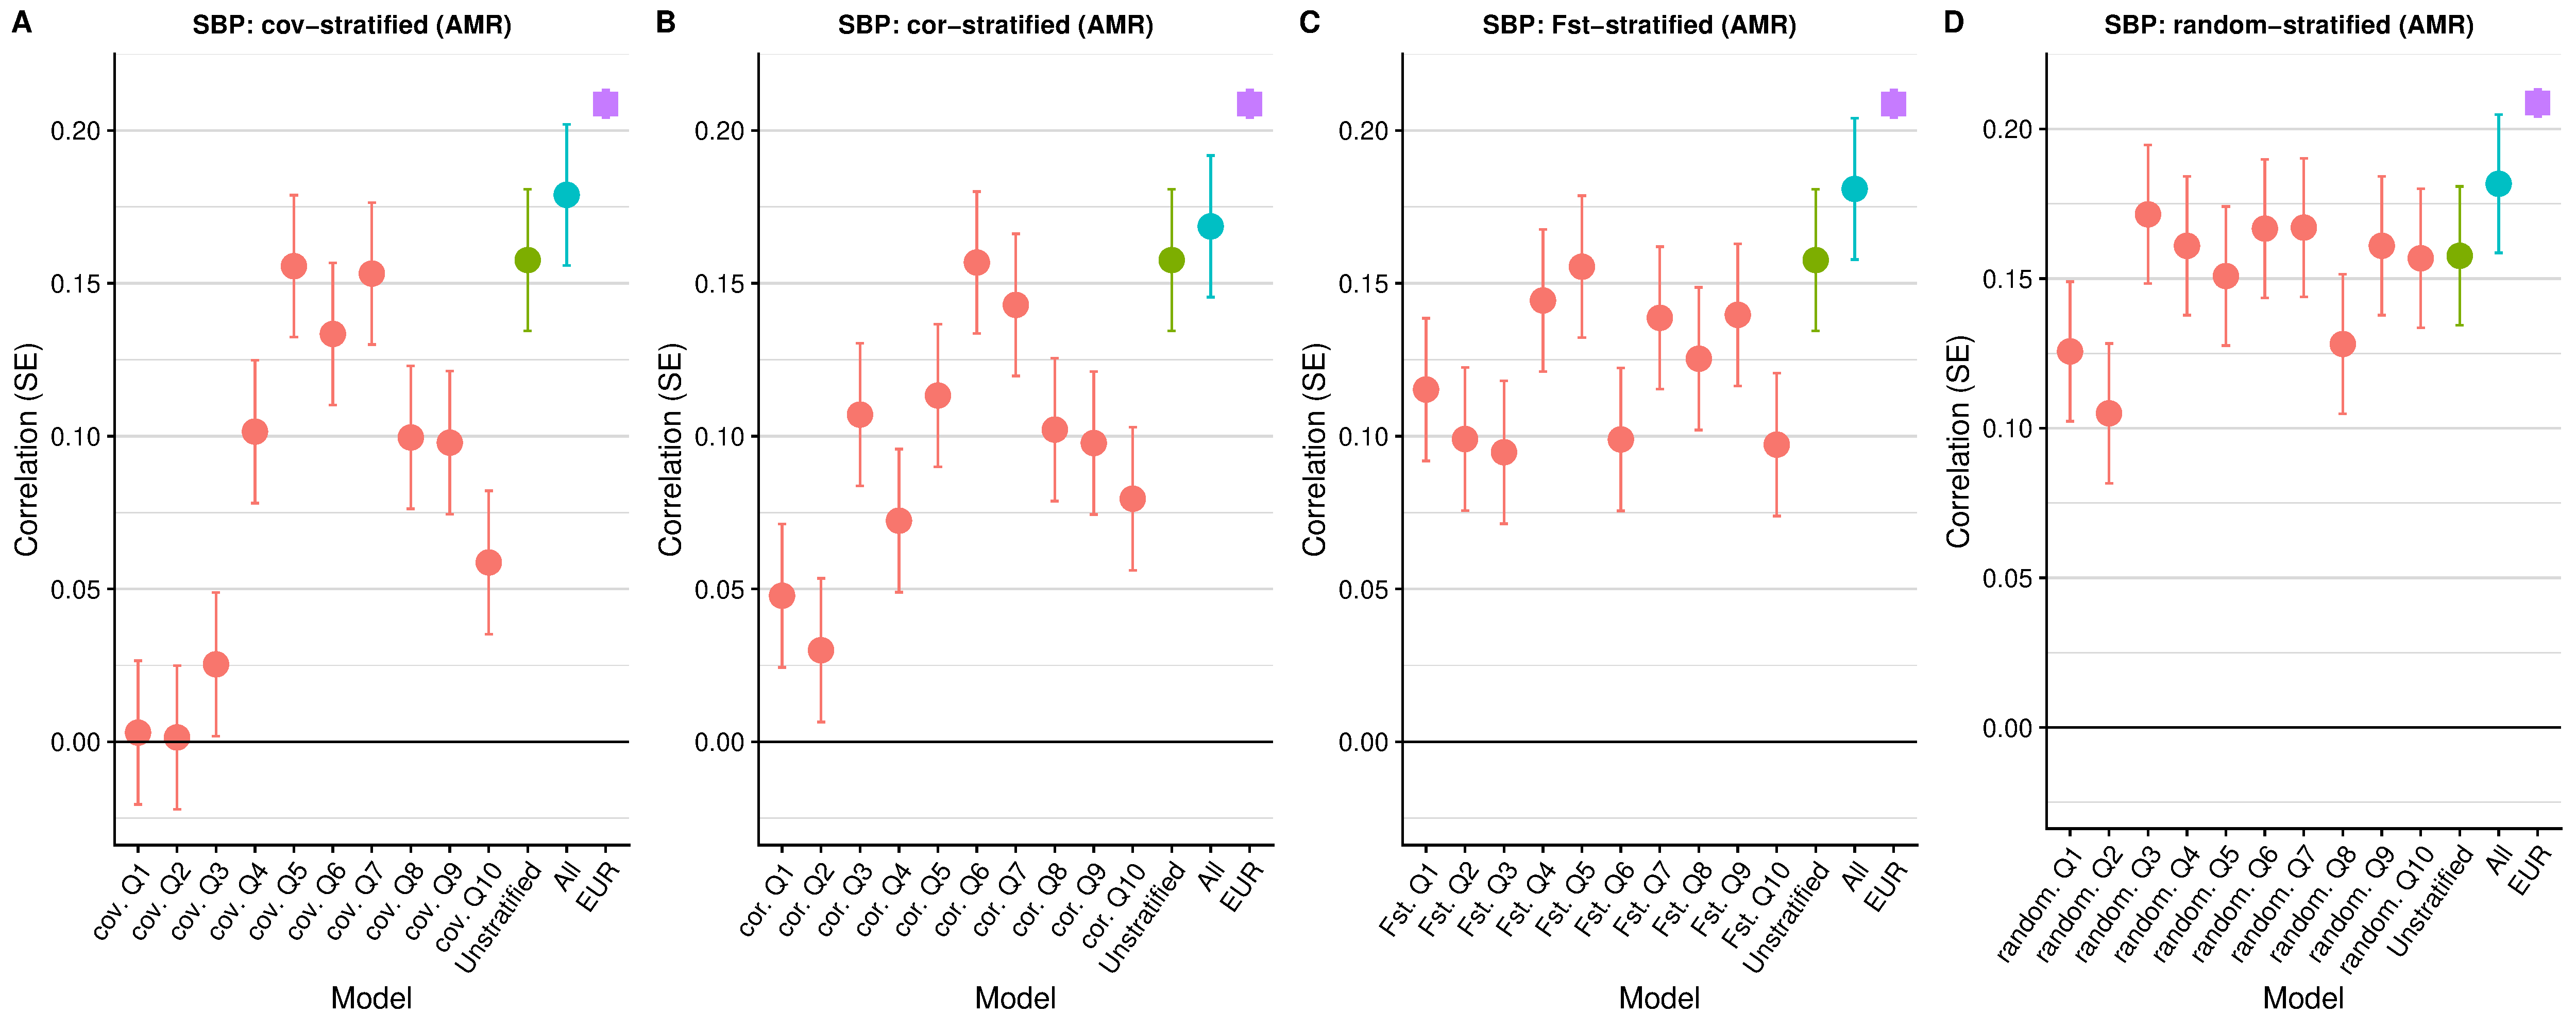 A
SBP: cov−stratified (AMR)
Correlation (SE)
0.20
0.15
0.10
0.05
0.00
cov. Q1
cov. Q2
cov. Q3
cov. Q4
cov. Q5
cov. Q6
cov. Q7
cov. Q8
cov. Q9
cov. Q10
Unstratified
All
EUR
Model
B
SBP: cor−stratified (AMR)
Correlation (SE)
0.20
0.15
0.10
0.05
0.00
cor. Q1
cor. Q2
cor. Q3
cor. Q4
cor. Q5
cor. Q6
cor. Q7
cor. Q8
cor. Q9
cor. Q10
Unstratified
All
EUR
Model
C
SBP: Fst−stratified (AMR)
Correlation (SE)
0.20
0.15
0.10
0.05
0.00
Fst. Q1
Fst. Q2
Fst. Q3
Fst. Q4
Fst. Q5
Fst. Q6
Fst. Q7
Fst. Q8
Fst. Q9
Fst. Q10
Unstratified
All
EUR
Model
D
SBP: random−stratified (AMR)
Correlation (SE)
0.20
0.15
0.10
0.05
0.00
random. Q1
random. Q2
random. Q3
random. Q4
random. Q5
random. Q6
random. Q7
random. Q8
random. Q9
random. Q10
Unstratified
All
EUR
Model